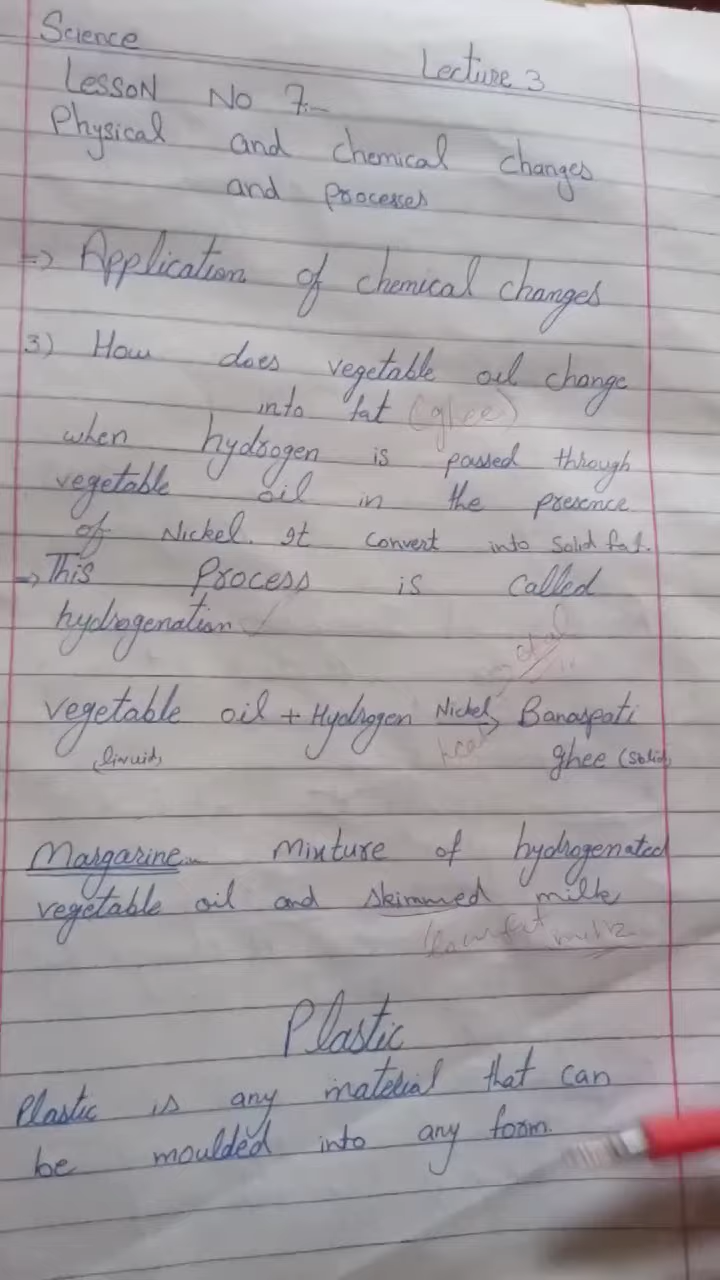 Science
Lecture 3
Lesson No 7.-
Physical and chemical changes
and processes
=> Application of chemical changes
3) How does vegetable oil change
into fat (ghee)
when hydrogen is passed through
vegetable oil in the presence
of Nickel. It convert into solid fat.
=> This Process is called
hydrogenation
vegetable oil + Hydrogen Nickel Banaspati
heat
ghee (solid
Margarine.. Mixture of hydrogenated
vegetable oil and skimmed milk
milk
Plastic
Plastic is any material that can
be moulded into any form.